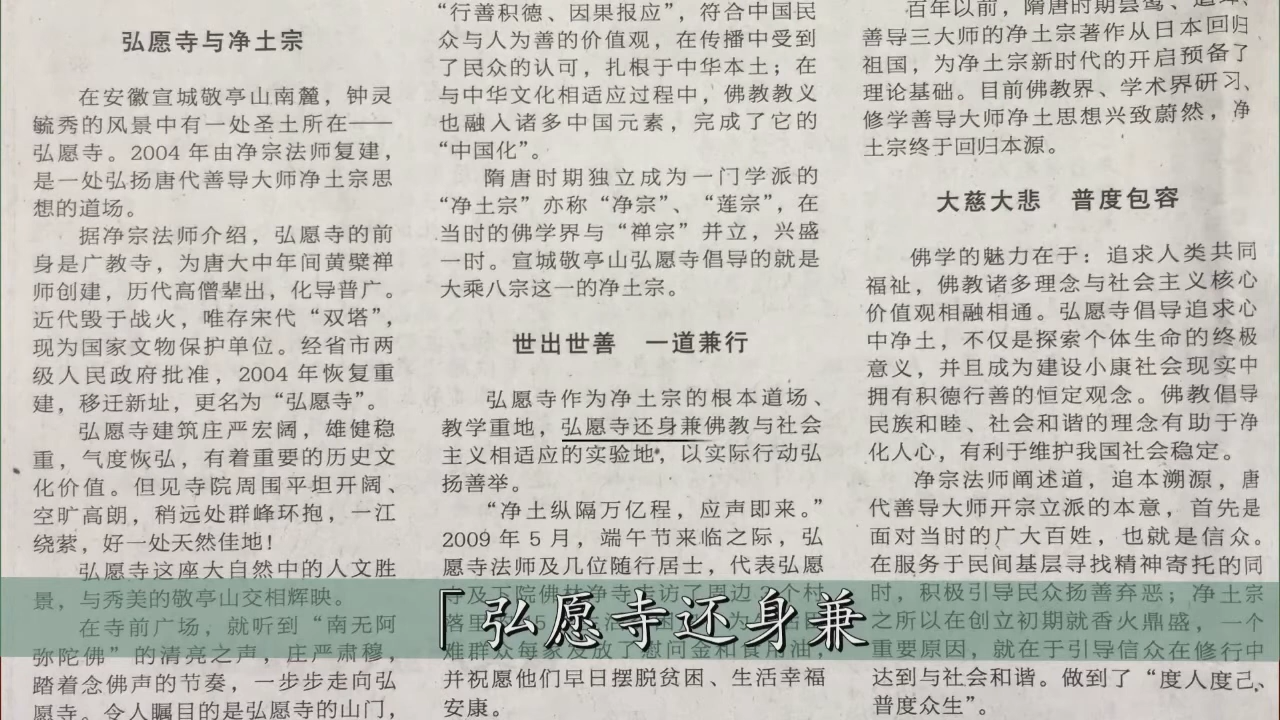 弘愿寺与净土宗
在安徽宣城敬亭山南麓，钟灵
毓秀的风景中有一处圣土所在——
弘愿寺。2004 年由净宗法师复建，
是一处弘扬唐代善导大师净土宗思
想的道场。
据净宗法师介绍，弘愿寺的前
身是广教寺，为唐大中年间黄檗禅
师创建，历代高僧辈出，化导普广。
近代毁于战火，唯存宋代“双塔”，
现为国家文物保护单位。经省市两
级人民政府批准，2004 年恢复重
建，移迁新址，更名为“弘愿寺”。
弘愿寺建筑庄严宏阔，雄健稳
重，气度恢弘，有着重要的历史文
化价值。但见寺院周围平坦开阔、
空旷高朗，稍远处群峰环抱，一江
绕萦，好一处天然佳地！
弘愿寺这座大自然中的人文胜
景，与秀美的敬亭山交相辉映。
在寺前广场，就听到“南无阿
弥陀佛”的清亮之声，庄严肃穆，
踏着念佛声的节奏，一步步走向弘
愿寺。令人瞩目的是弘愿寺的山门，
“行善积德、因果报应”，符合中国民
众与人为善的价值观，在传播中受到
了民众的认可，扎根于中华本土；在
与中华文化相适应过程中，佛教教义
也融入诸多中国元素，完成了它的
“中国化”。
隋唐时期独立成为一门学派的
“净土宗”亦称“净宗”、“莲宗”，在
当时的佛学界与“禅宗”并立，兴盛
一时。宣城敬亭山弘愿寺倡导的就是
大乘八宗这一的净土宗。
世出世善 一道兼行
弘愿寺作为净土宗的根本道场、
教学重地，弘愿寺还身兼佛教与社会
主义相适应的实验地，以实际行动弘
扬善举。
“净土纵隔万亿程，应声即来。”
2009 年 5 月，端午节来临之际，弘
愿寺法师及几位随行居士，代表弘愿
寺及下院佛
难群众每家发放了慰问金和食用油，
并祝愿他们早日摆脱贫困、生活幸福
安康。
百年以前，隋唐时期昙鸾、道绰、
善导三大师的净土宗著作从日本回归
祖国，为净土宗新时代的开启预备了
理论基础。目前佛教界、学术界研习、
修学善导大师净土思想兴致蔚然，净
土宗终于回归本源。
大慈大悲 普度包容
佛学的魅力在于：追求人类共同
福祉，佛教诸多理念与社会主义核心
价值观相融相通。弘愿寺倡导追求心
中净土，不仅是探索个体生命的终极
意义，并且成为建设小康社会现实中
拥有积德行善的恒定观念。佛教倡导
民族和睦、社会和谐的理念有助于净
化人心，有利于维护我国社会稳定。
净宗法师阐述道，追本溯源，唐
代善导大师开宗立派的本意，首先是
面对当时的广大百姓，也就是信众。
在服务于民间基层寻找精神寄托的同
时，积极引导民众扬善弃恶；净土宗
之所以在创立初期就香火鼎盛，一个
重要原因，就在于引导信众在修行中
达到与社会和谐。做到了“度人度己、
普度众生”。
「弘愿寺还身兼